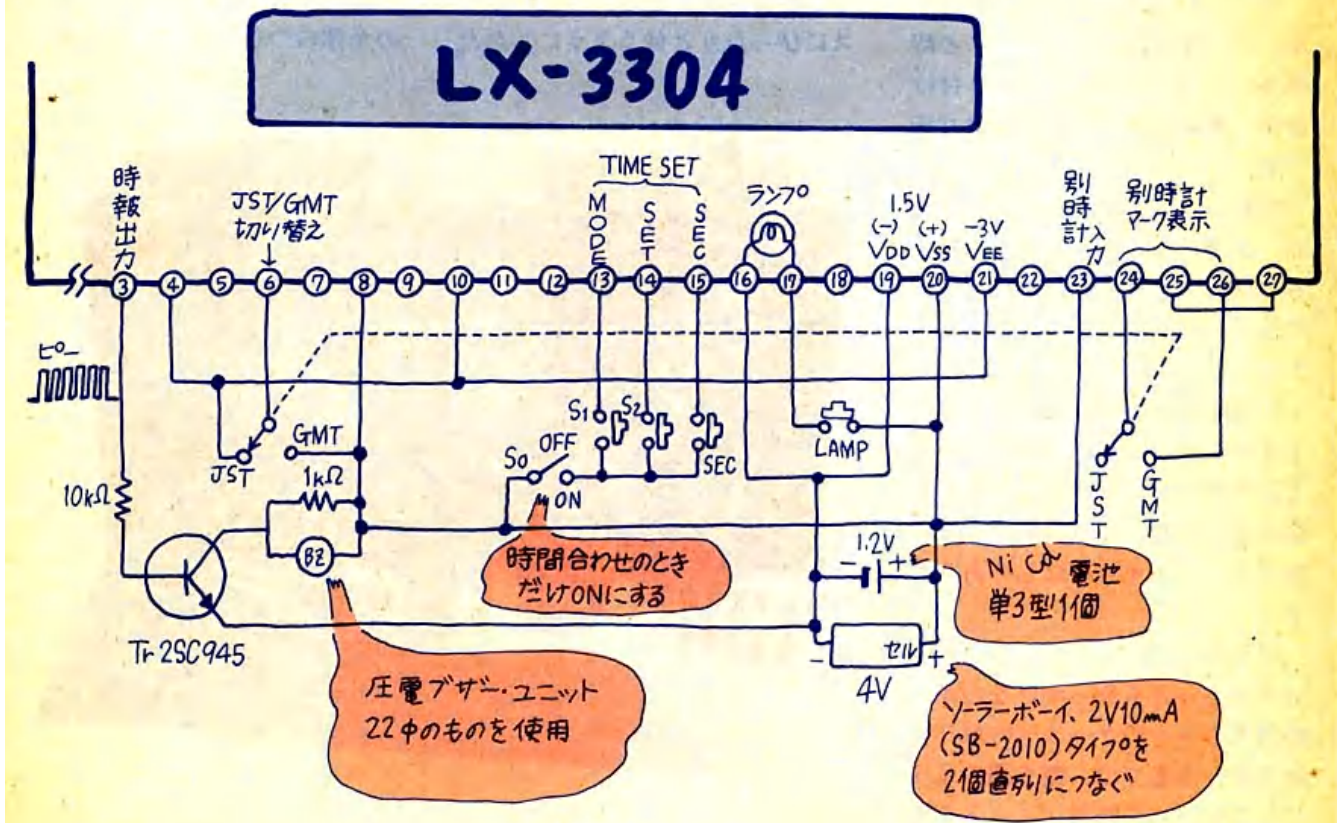 LX-3304
TIME SET
時報出力
JST/GMT
切り替え
MODE
SET
SEC
ランプ
1.5V
(-) (+) -3V
VDD VSS VEE
別時計入力
別時計
マーク表示
3 4 5 6 7 8 9 10 11 12 13 14 15 16 17 18 19 20 21 22 23 24 25 26 27
ピー
JST
GMT
S1
S2
SEC
LAMP
S0 OFF
ON
JST
GMT
10kΩ
1kΩ
BZ
Tr 2SC945
時間合わせのとき
だけONにする
- 1.2V +
Ni Cd 電池
単3型1個
- セル +
4V
圧電ブザー・ユニット
22φのものを使用
ソーラーボーイ、2V10mA
(SB-2010)タイプを
2個直列につなぐ